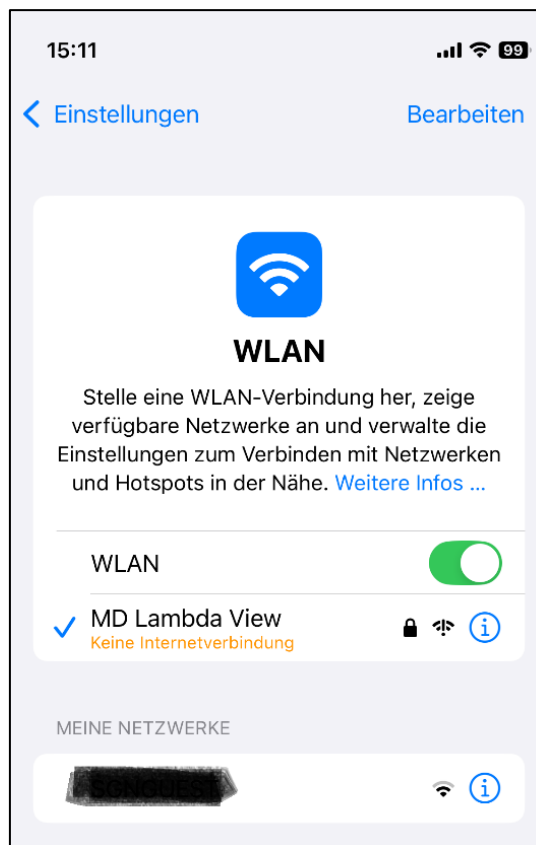 15:11
99
Einstellungen
Bearbeiten
WLAN
Stelle eine WLAN-Verbindung her, zeige
verfügbare Netzwerke an und verwalte die
Einstellungen zum Verbinden mit Netzwerken
und Hotspots in der Nähe. Weitere Infos ...
WLAN
MD Lambda View
Keine Internetverbindung
MEINE NETZWERKE